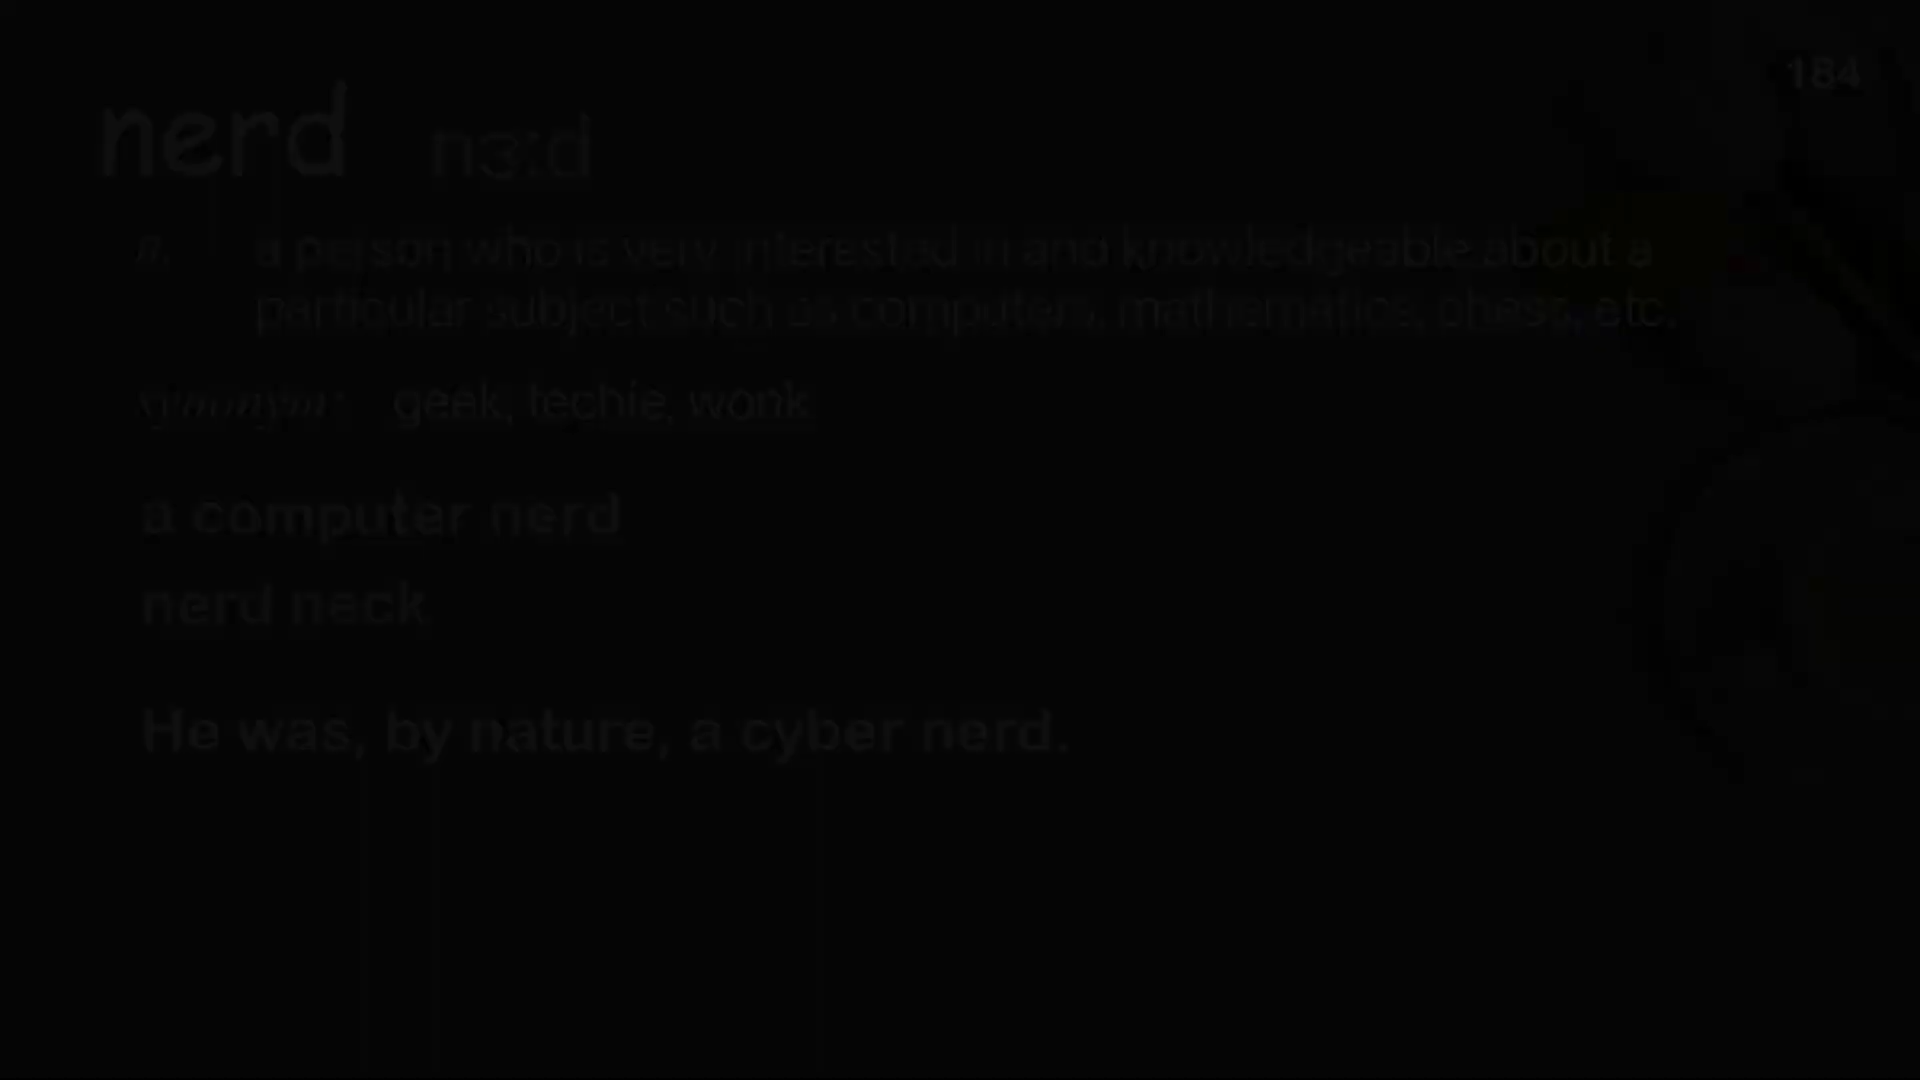 184
nerd nɜːd
n. a person who is very interested in and knowledgeable about a
particular subject such as computers, mathematics, chess, etc.
synonym: geek, techie, wonk
a computer nerd
nerd neck
He was, by nature, a cyber nerd.